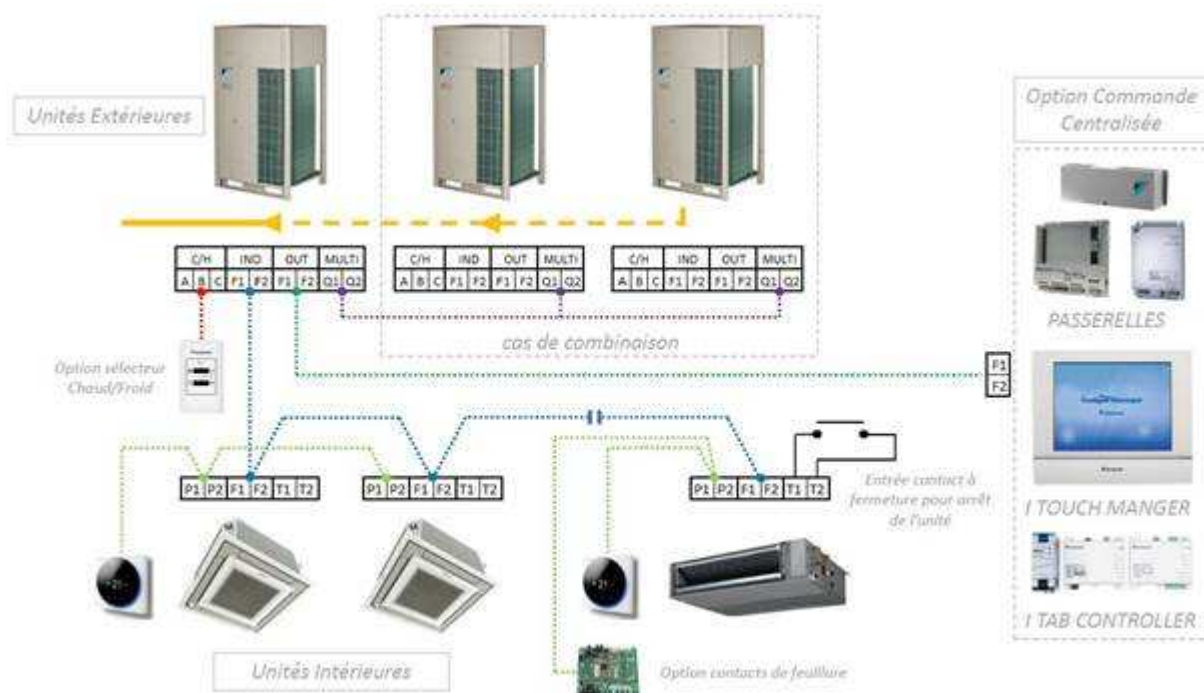 Unités Extérieures
Option Commande
Centralisée
C/H IND OUT MULTI
A B C F1 F2 F1 F2 Q1 Q2
C/H IND OUT MULTI
A B C F1 F2 F1 F2 Q1 Q2
C/H IND OUT MULTI
A B C F1 F2 F1 F2 Q1 Q2
cas de combinaison
Option sélecteur
Chaud/Froid
PASSERELLES
F1
F2
P1 P2 F1 F2 T1 T2
P1 P2 F1 F2 T1 T2
P1 P2 F1 F2 T1 T2
Entrée contact à
fermeture pour arrêt
de l'unité
I TOUCH MANGER
21
21
I TAB CONTROLLER
Unités Intérieures
Option contacts de feuillure